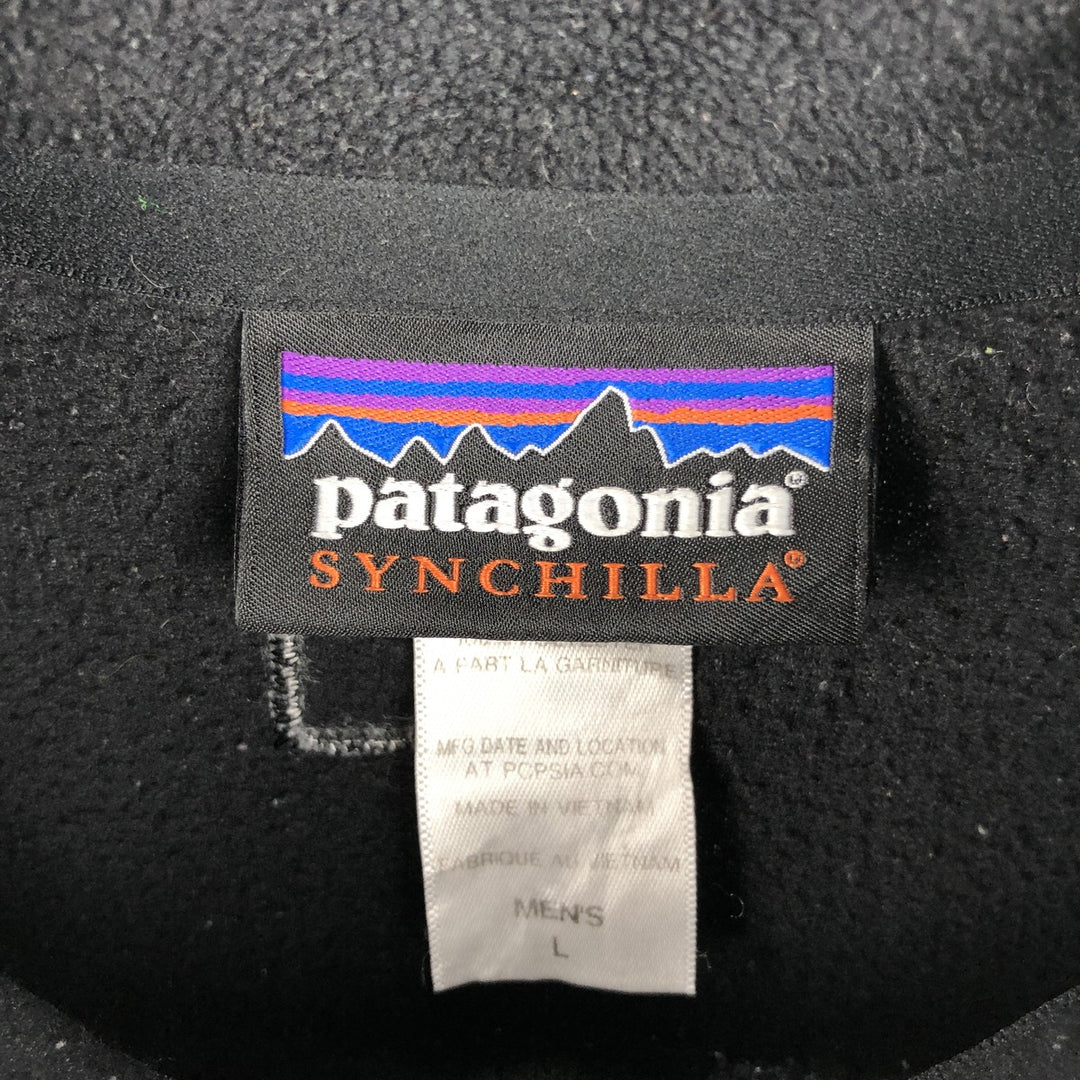 patagonia®
SYNCHILLA®
A PART LA GARNITURE
MFG DATE AND LOCATION
AT PCPSIA.COM
MADE IN VIETNAM
FABRIQUE AU VIETNAM
MEN'S
L